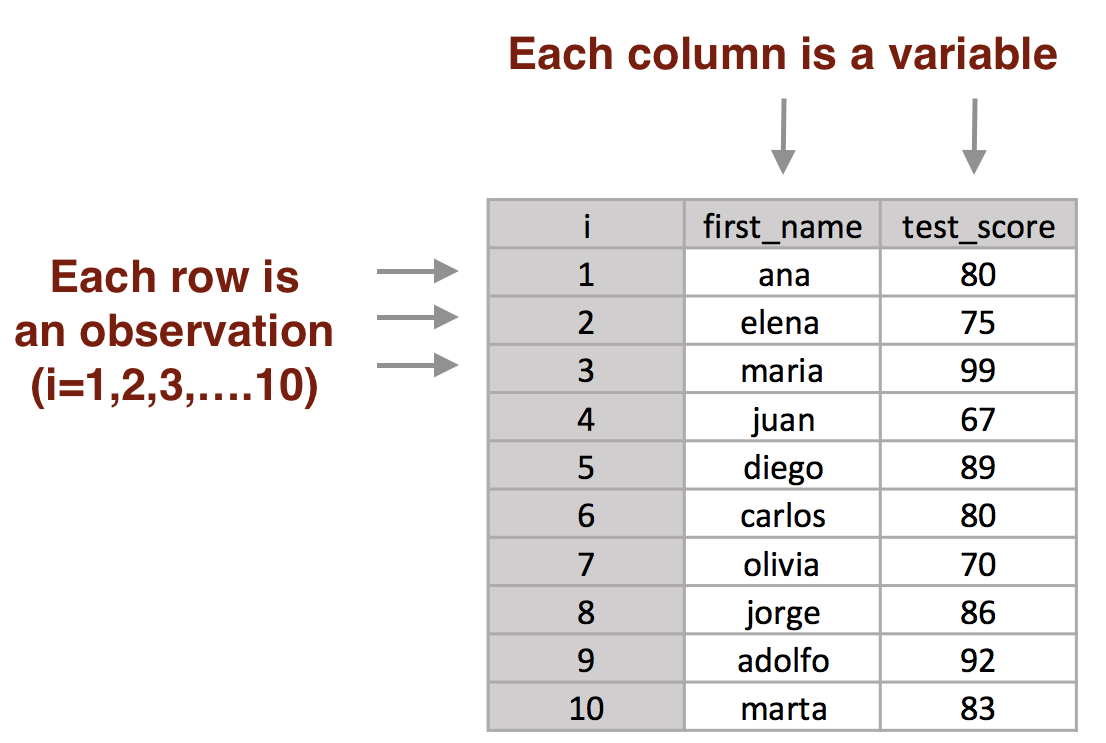 Each column is a variable
Each row is
an observation
(i=1,2,3,….10)
i first_name test_score
1 ana 80
2 elena 75
3 maria 99
4 juan 67
5 diego 89
6 carlos 80
7 olivia 70
8 jorge 86
9 adolfo 92
10 marta 83